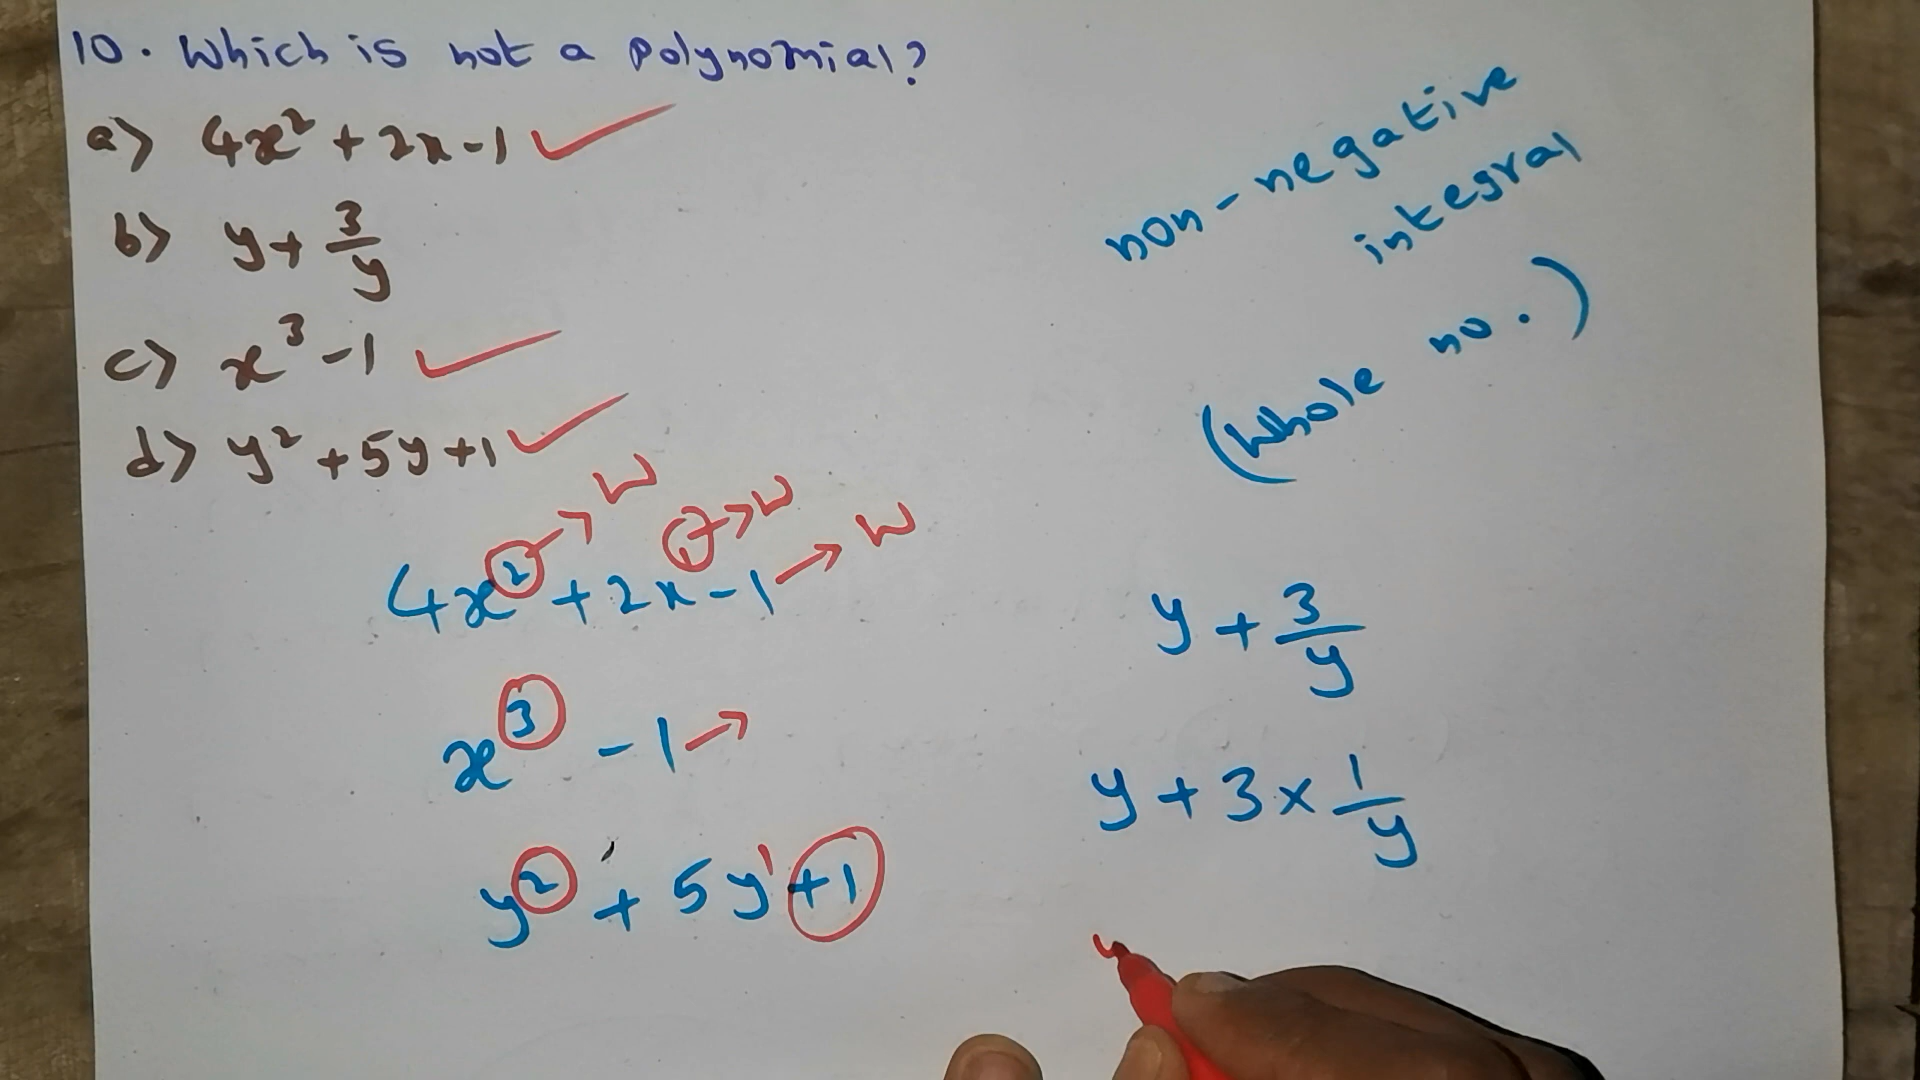 10. Which is not a polynomial?
a) 4x² + 2x - 1
b) y + 3/y
c) x³ - 1
d) y² + 5y + 1
non-negative
integral
(whole no.)
W W W
4x² + 2x¹ - 1
x³ - 1
y² + 5y¹ + 1
y + 3/y
y + 3 × 1/y